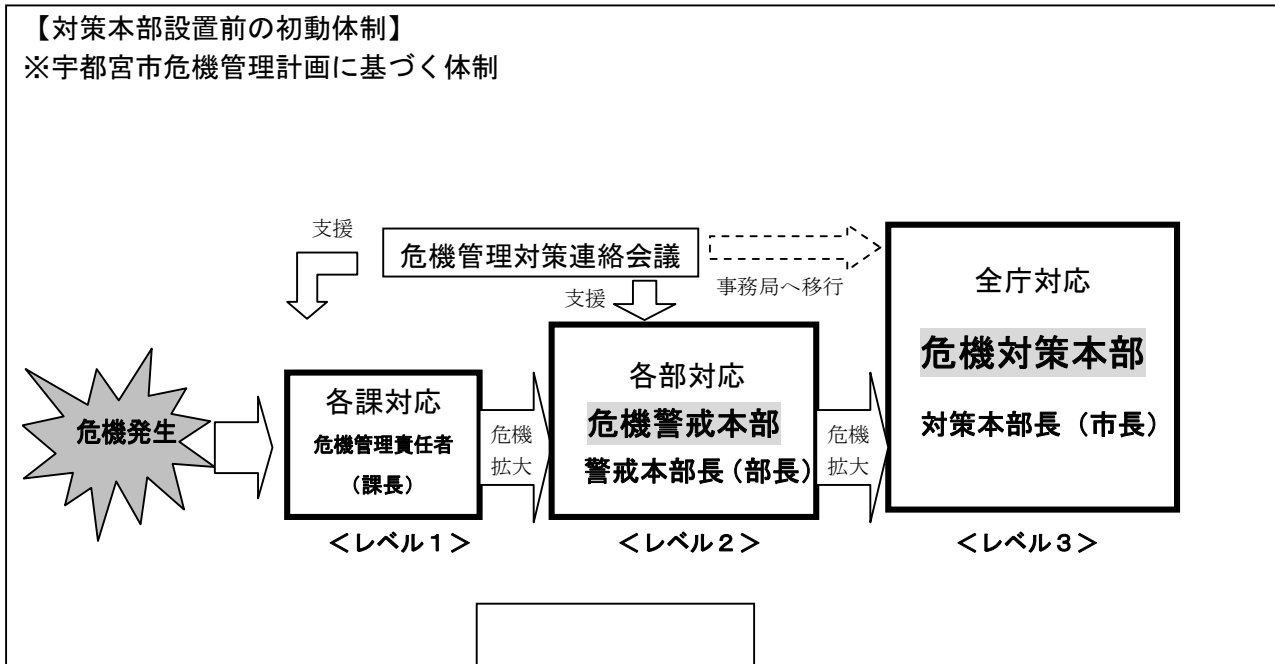 【対策本部設置前の初動体制】
※宇都宮市危機管理計画に基づく体制
支援
危機管理対策連絡会議
支援
事務局へ移行
危機発生
各課対応
危機管理責任者
（課長）
＜レベル１＞
危機
拡大
各部対応
危機警戒本部
警戒本部長（部長）
＜レベル２＞
危機
拡大
全庁対応
危機対策本部
対策本部長（市長）
＜レベル３＞